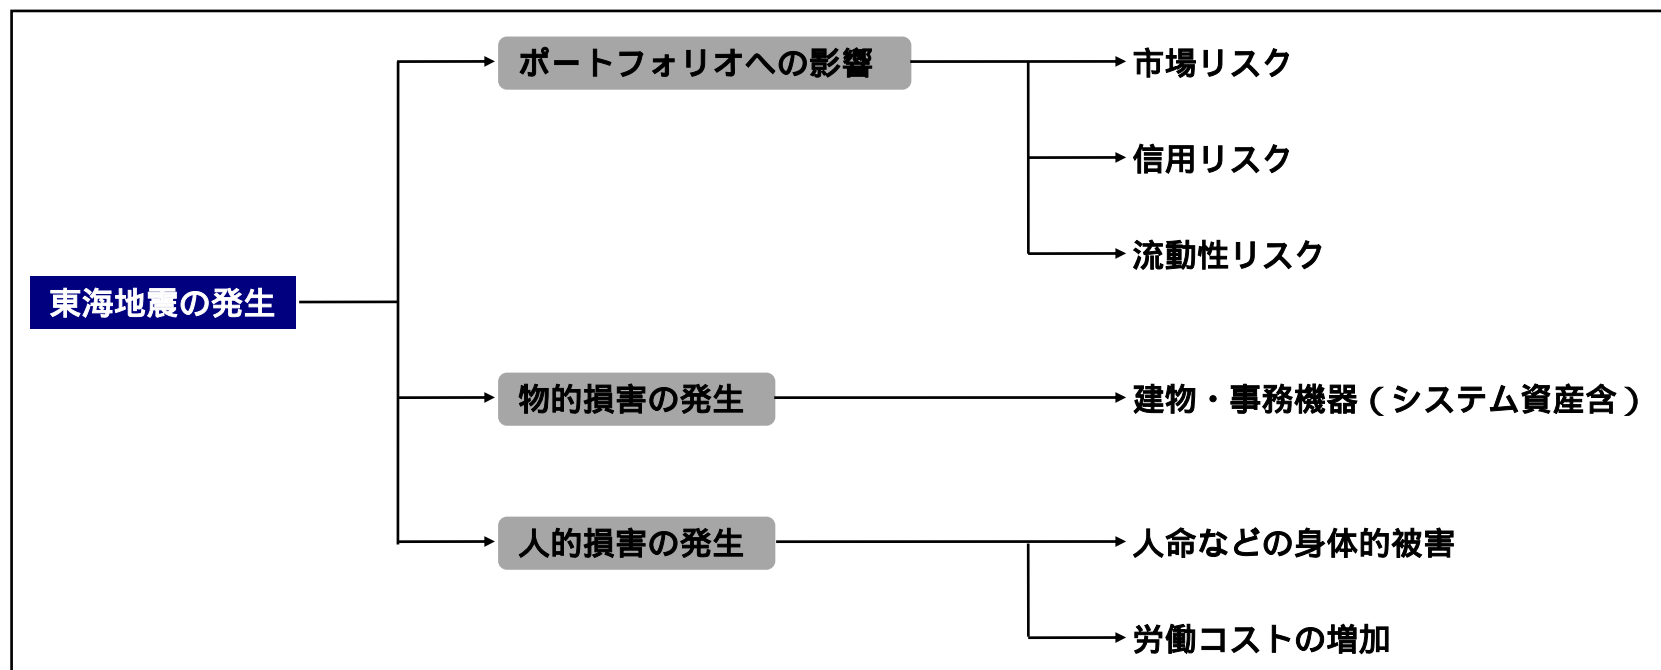 ポートフォリオへの影響
市場リスク
信用リスク
流動性リスク
東海地震の発生
物的損害の発生
建物・事務機器（システム資産含）
人的損害の発生
人命などの身体的被害
労働コストの増加